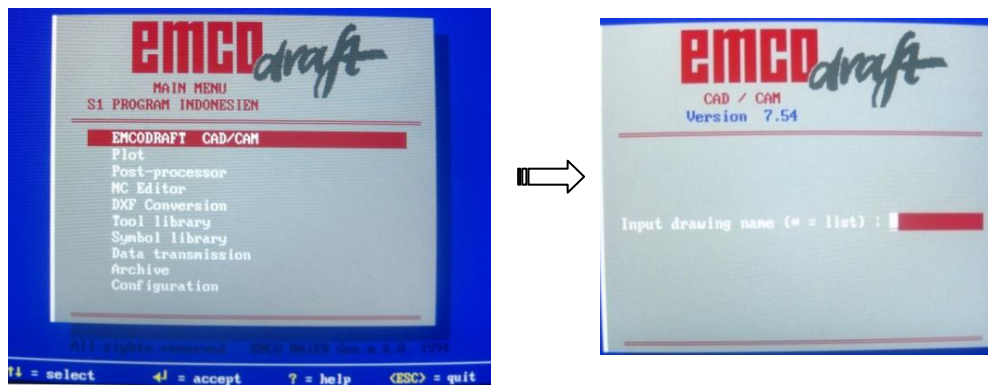 EMCO draft
MAIN MENU
S1 PROGRAM INDONESIEN
EMCODRAFT CAD/CAM
Plot
Post-processor
NC Editor
DXF Conversion
Tool library
Symbol library
Data transmission
Archive
Configuration
All rights reserved EMCO MAIER Ges.m.b.H. 1994
↑↓ = select ↵ = accept ? = help <ESC> = quit
EMCO draft
CAD / CAM
Version 7.54
Input drawing name (* = list) :